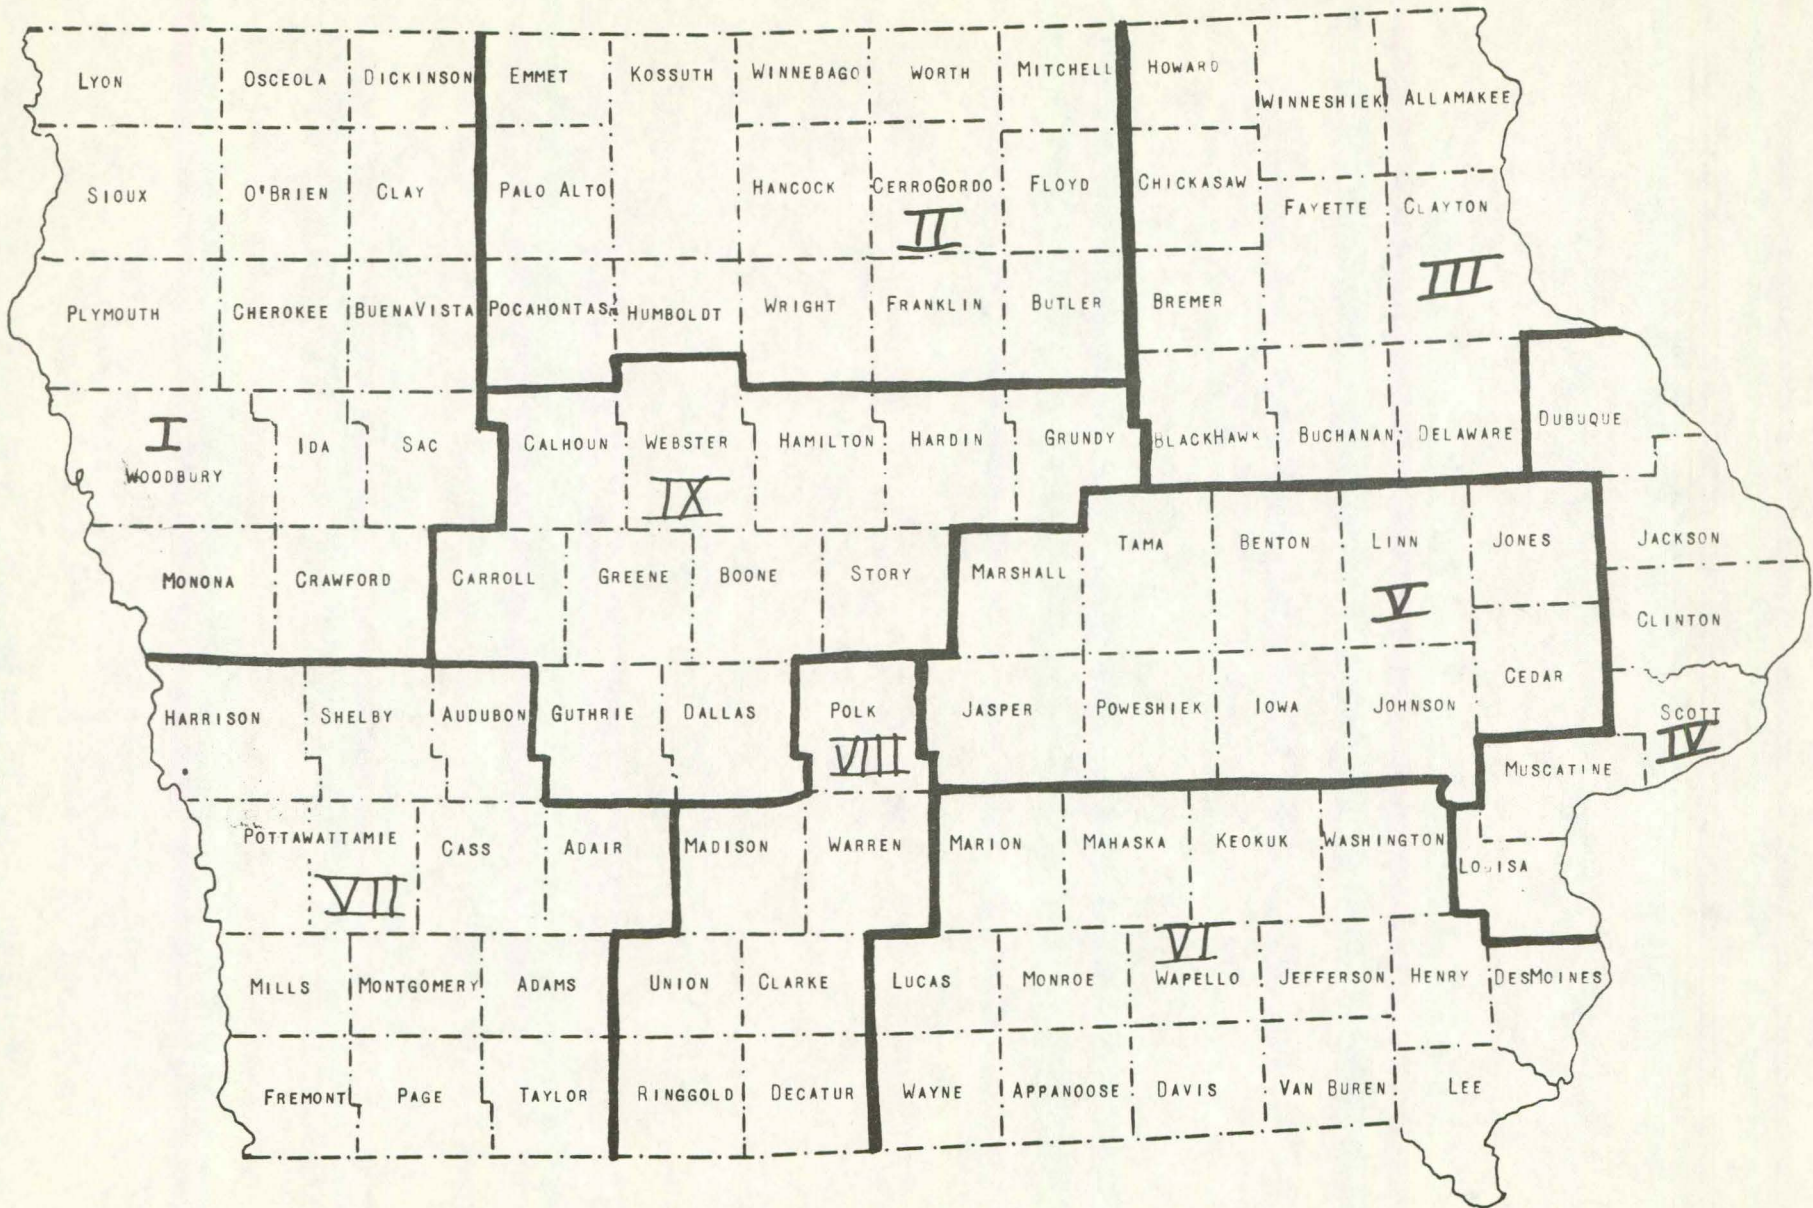 LYON OSCEOLA DICKINSON EMMET KOSSUTH WINNEBAGO WORTH MITCHELL HOWARD
WINNESHIEK ALLAMAKEE
SIOUX O'BRIEN CLAY PALO ALTO HANCOCK CERROGORDO FLOYD CHICKASAW
FAYETTE CLAYTON
II
III
PLYMOUTH CHEROKEE BUENAVISTA POCAHONTAS HUMBOLDT WRIGHT FRANKLIN BUTLER BREMER
I
WOODBURY IDA SAC CALHOUN WEBSTER HAMILTON HARDIN GRUNDY BLACKHAWK BUCHANAN DELAWARE DUBUQUE
IX
MONONA CRAWFORD CARROLL GREENE BOONE STORY MARSHALL TAMA BENTON LINN JONES JACKSON
V
CLINTON
HARRISON SHELBY AUDUBON GUTHRIE DALLAS POLK JASPER POWESHIEK IOWA JOHNSON CEDAR SCOTT
VIII
IV
MUSCATINE
POTTAWATTAMIE CASS ADAIR MADISON WARREN MARION MAHASKA KEOKUK WASHINGTON LOUISA
VII
VI
MILLS MONTGOMERY ADAMS UNION CLARKE LUCAS MONROE WAPELLO JEFFERSON HENRY DESMOINES
FREMONT PAGE TAYLOR RINGGOLD DECATUR WAYNE APPANOOSE DAVIS VAN BUREN LEE